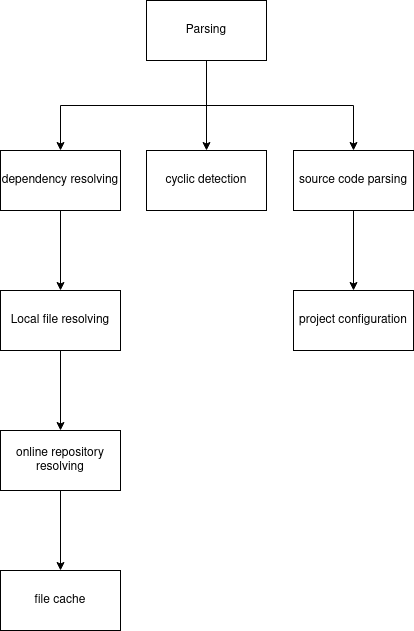 Parsing
dependency resolving
cyclic detection
source code parsing
Local file resolving
project configuration
online repository
resolving
file cache